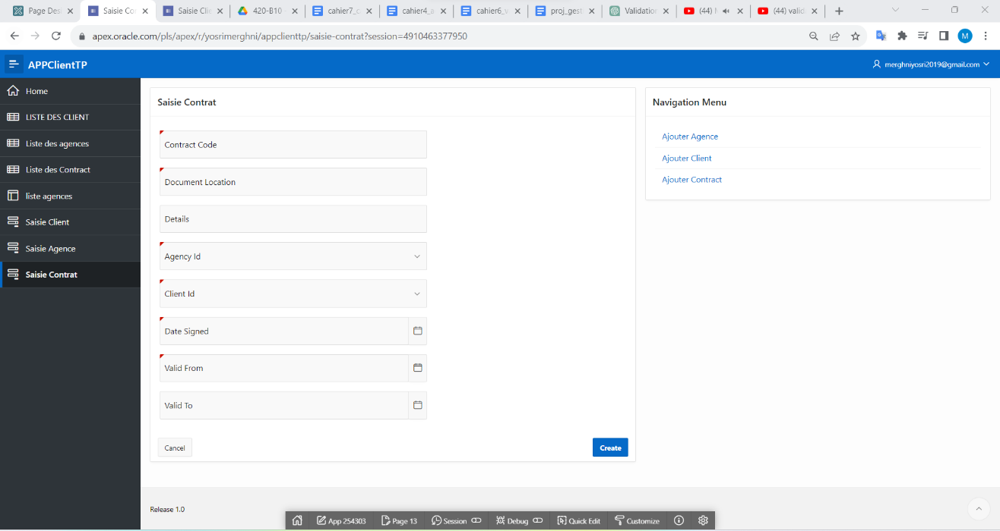 Page Desi
Saisie Co
Saisie Clie
420-B10
cahier7_c
cahier4_a
cahier6_v
proj_gest
Validation
(44)
(44) valid
apex.oracle.com/pls/apex/r/yosrimerghni/appclienttp/saisie-contrat?session=4910463377950
M
APPClientTP
merghniyosri2019@gmail.com
Home
LISTE DES CLIENT
Liste des agences
Liste des Contract
liste agences
Saisie Client
Saisie Agence
Saisie Contrat
Saisie Contrat
Contract Code
Document Location
Details
Agency Id
Client Id
Date Signed
Valid From
Valid To
Cancel
Create
Navigation Menu
Ajouter Agence
Ajouter Client
Ajouter Contract
Release 1.0
App 254303
Page 13
Session
Debug
Quick Edit
Customize